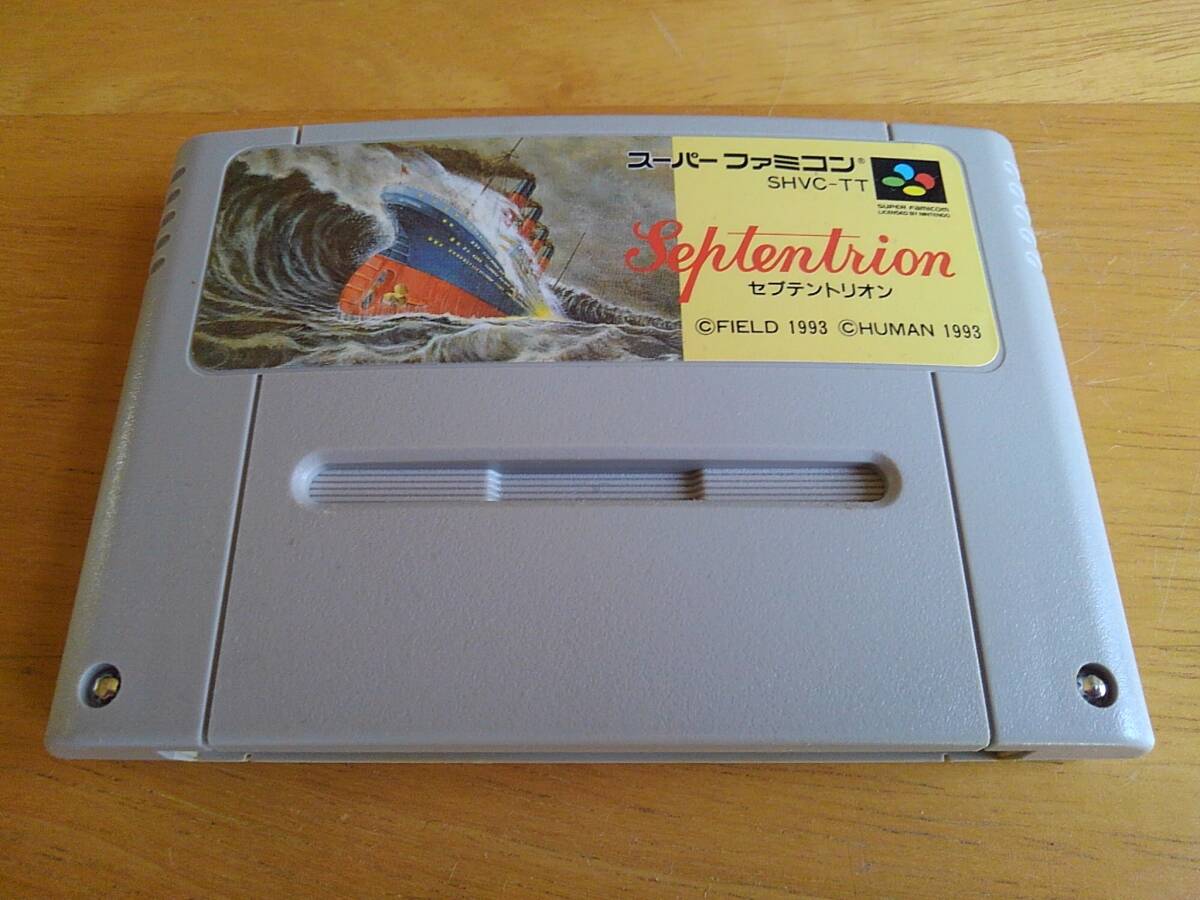 スーパーファミコン®
SHVC-TT
SUPER FAMICOM
LICENSED BY NINTENDO
Septentrion
セプテントリオン
©FIELD 1993 ©HUMAN 1993